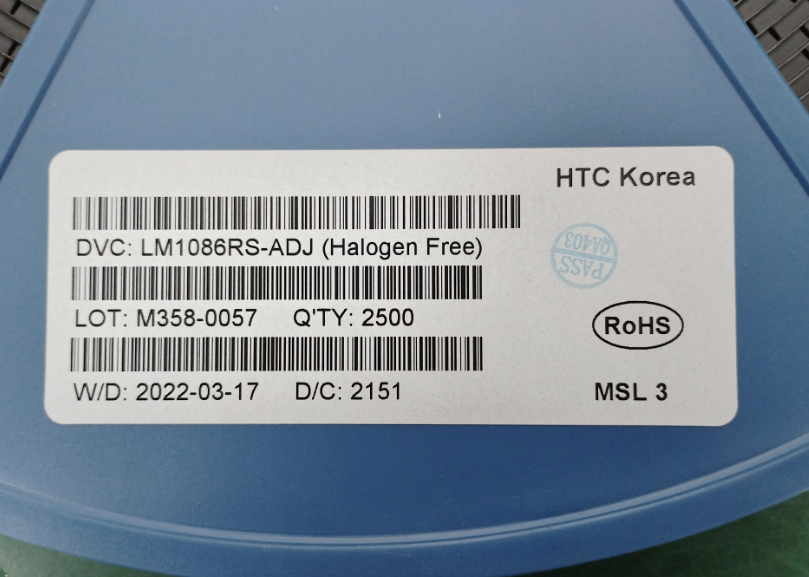 HTC Korea
DVC: LM1086RS-ADJ (Halogen Free)
PASS
QA403
LOT: M358-0057 Q'TY: 2500
RoHS
W/D: 2022-03-17 D/C: 2151
MSL 3